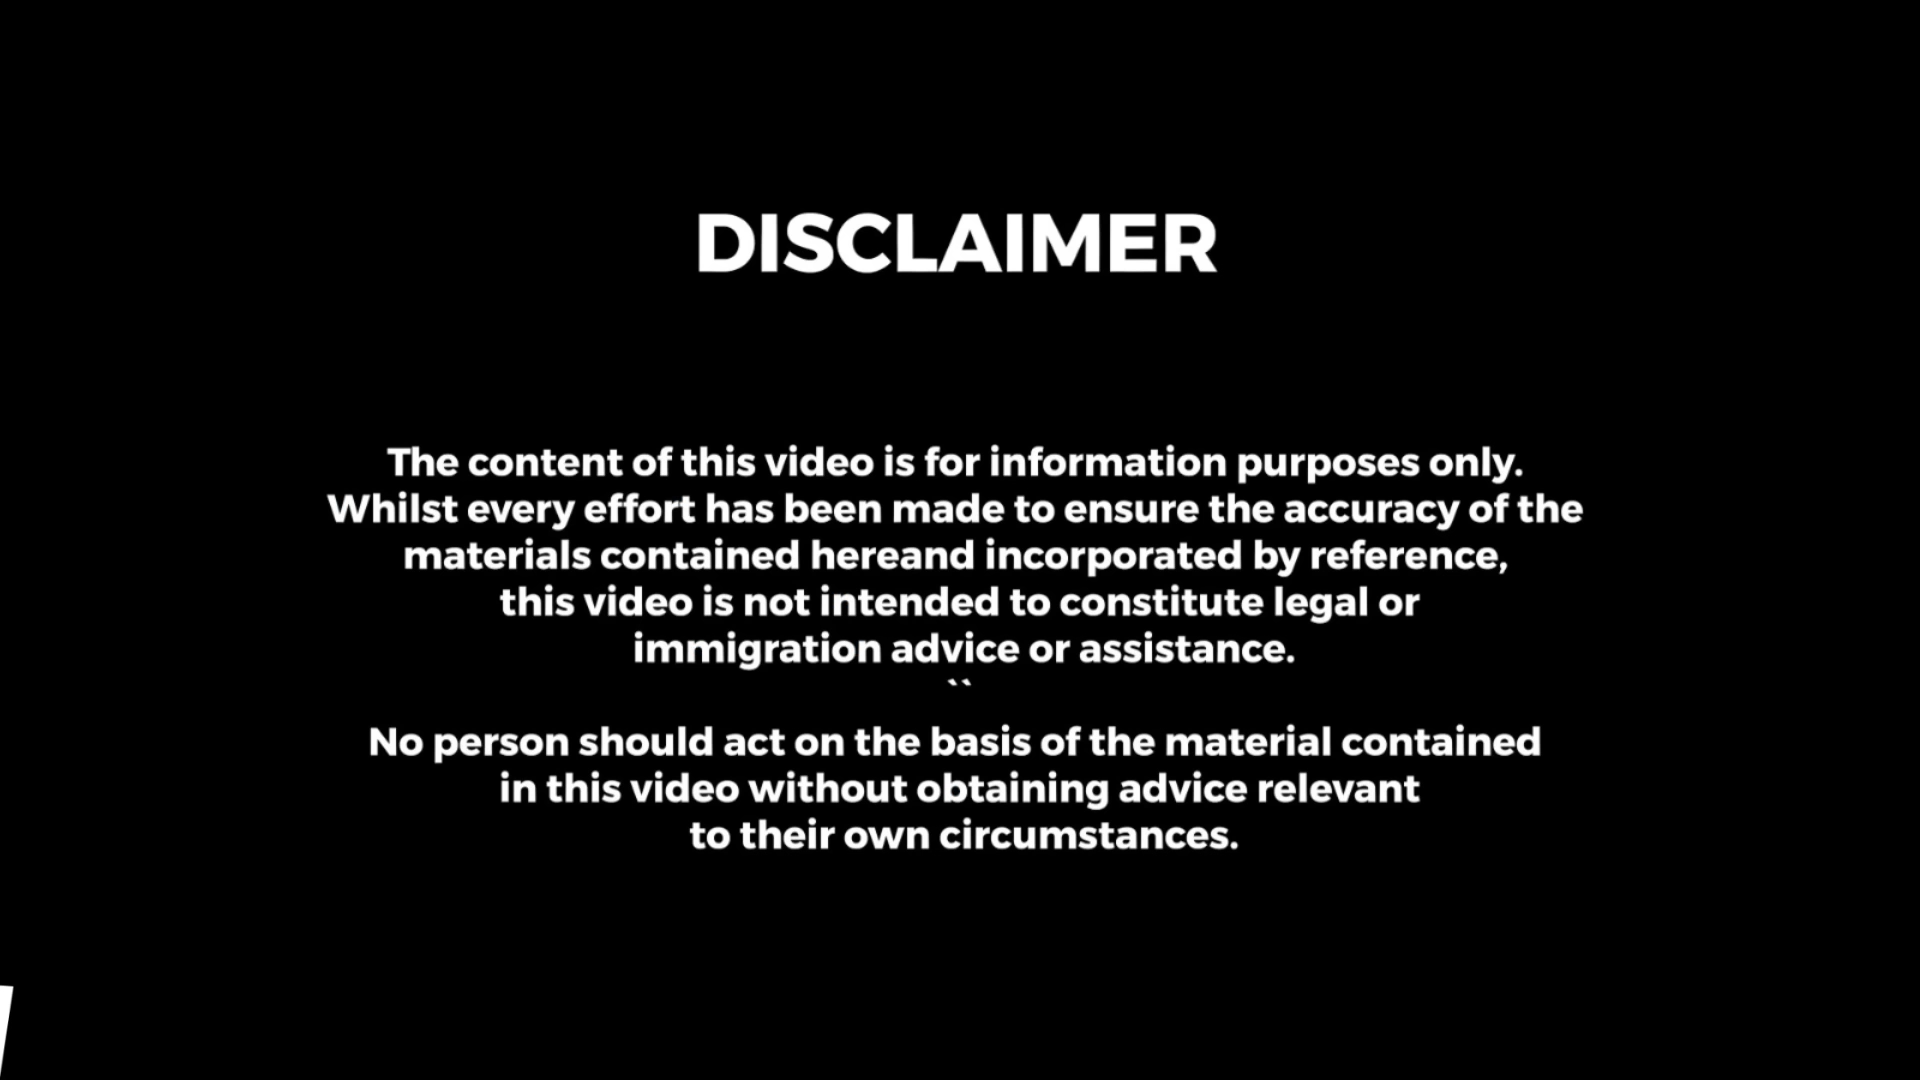 DISCLAIMER
The content of this video is for information purposes only.
Whilst every effort has been made to ensure the accuracy of the
materials contained hereand incorporated by reference,
this video is not intended to constitute legal or
immigration advice or assistance.
``
No person should act on the basis of the material contained
in this video without obtaining advice relevant
to their own circumstances.